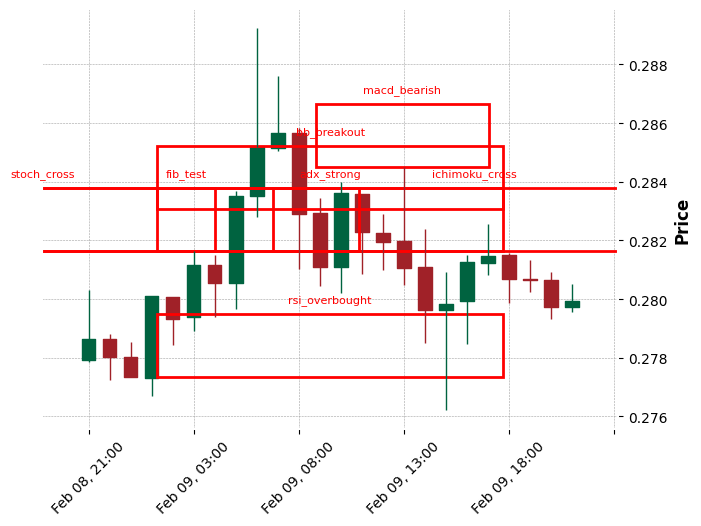 macd_bearish
bb_breakout
stoch_cross
fib_test
adx_strong
ichimoku_cross
rsi_overbought
0.288
0.286
0.284
0.282
0.280
0.278
0.276
Price
Feb 08, 21:00
Feb 09, 03:00
Feb 09, 08:00
Feb 09, 13:00
Feb 09, 18:00